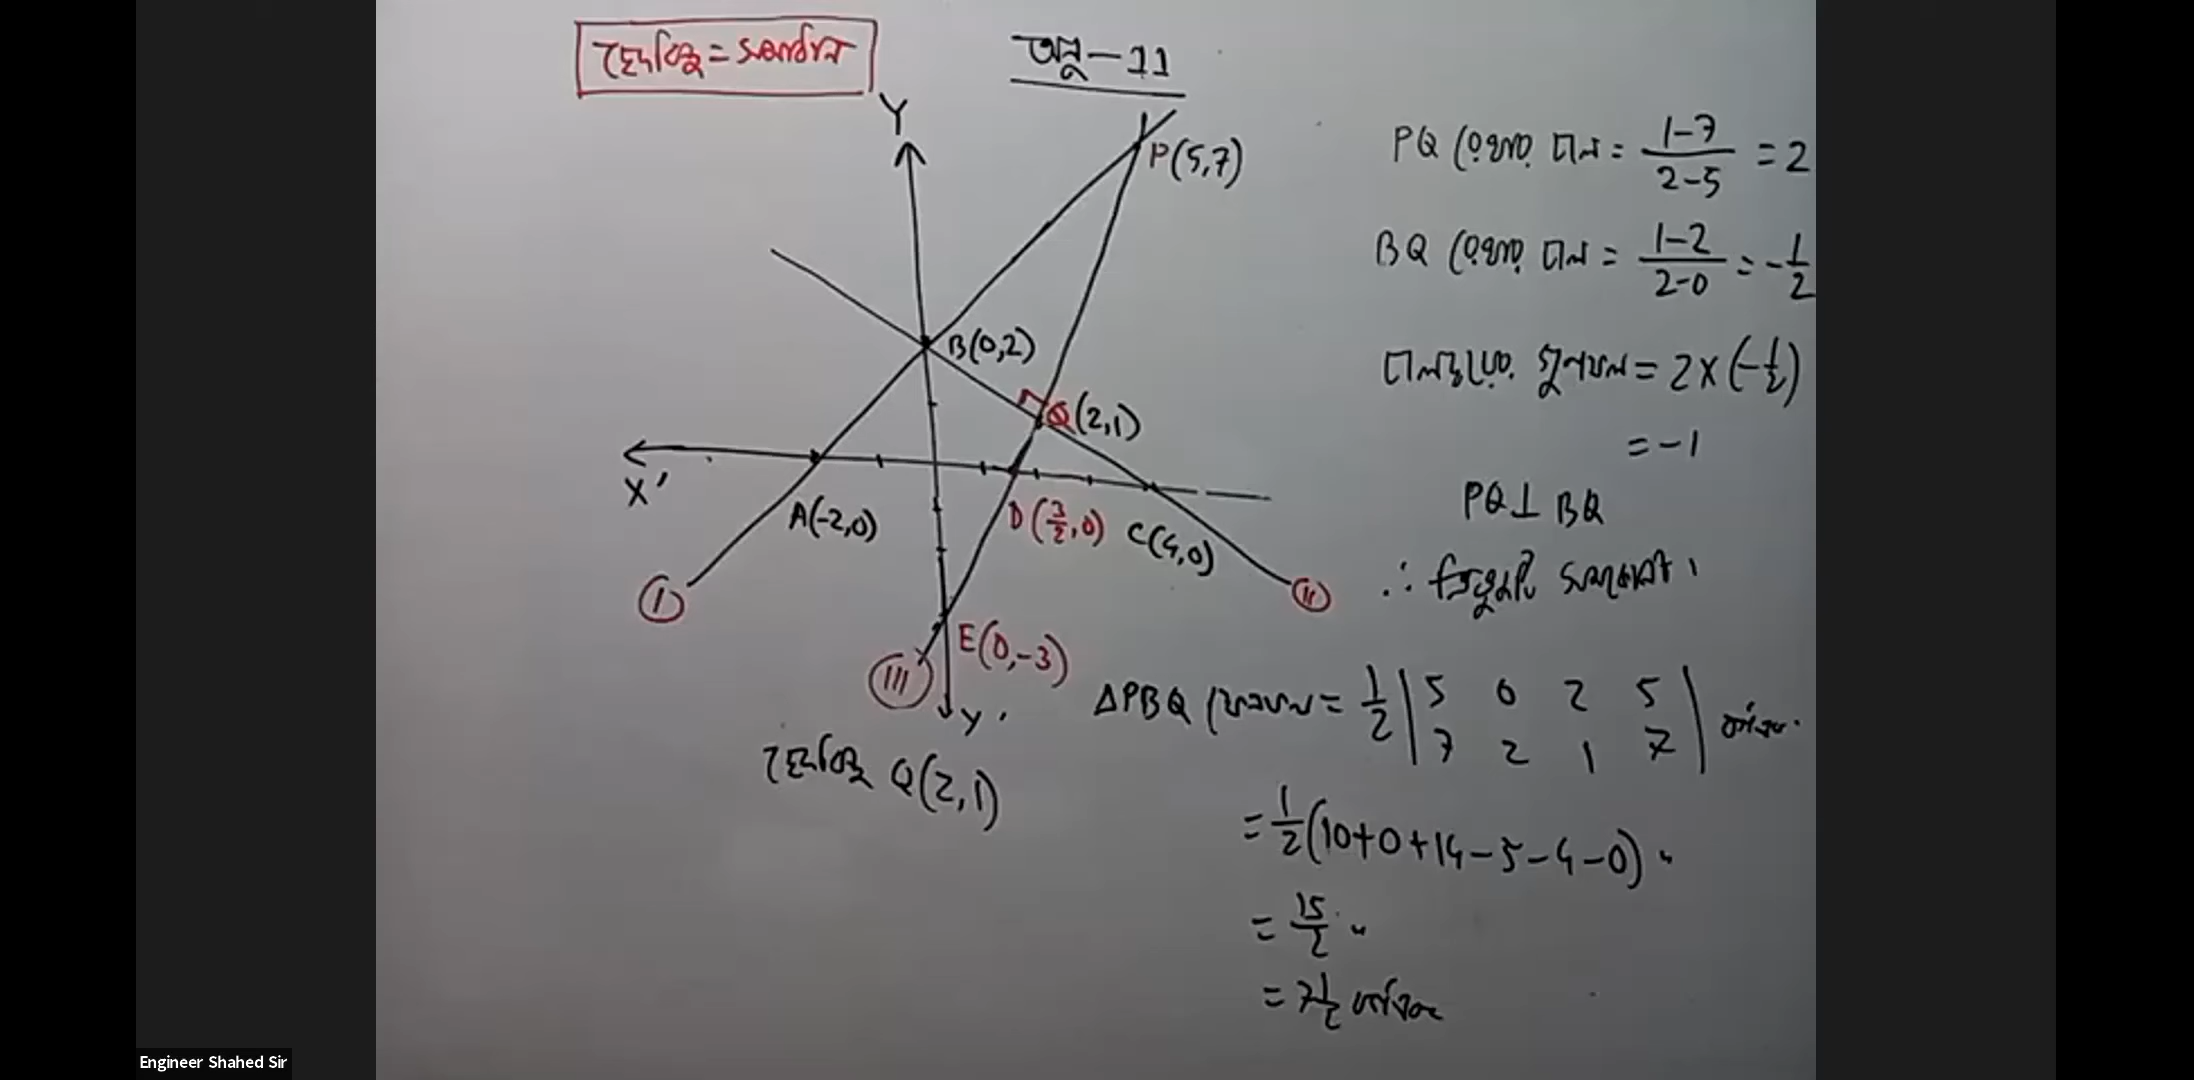 ছেদবিন্দু = সমাধান
অনু-11
Y
P(5,7)
B(0,2)
Q(2,1)
X'
A(-2,0)
D(3/2,0)
C(4,0)
I
II
E(0,-3)
III
Y'
ছেদবিন্দু Q(2,1)
PQ রেখার ঢাল = (1-7)/(2-5) = 2
BQ রেখার ঢাল = (1-2)/(2-0) = -1/2
ঢালদ্বয়ের গুণফল = 2×(-1/2)
= -1
PQ⊥BQ
∴ ত্রিভুজটি সমকোণী।
ΔPBQ ক্ষেত্রফল = 1/2 | 5 0 2 5 | বর্গএকক
7 2 1 7
= 1/2(10+0+14-5-4-0) "
= 15/2 "
= 7 1/2 বর্গএকক
Engineer Shahed Sir